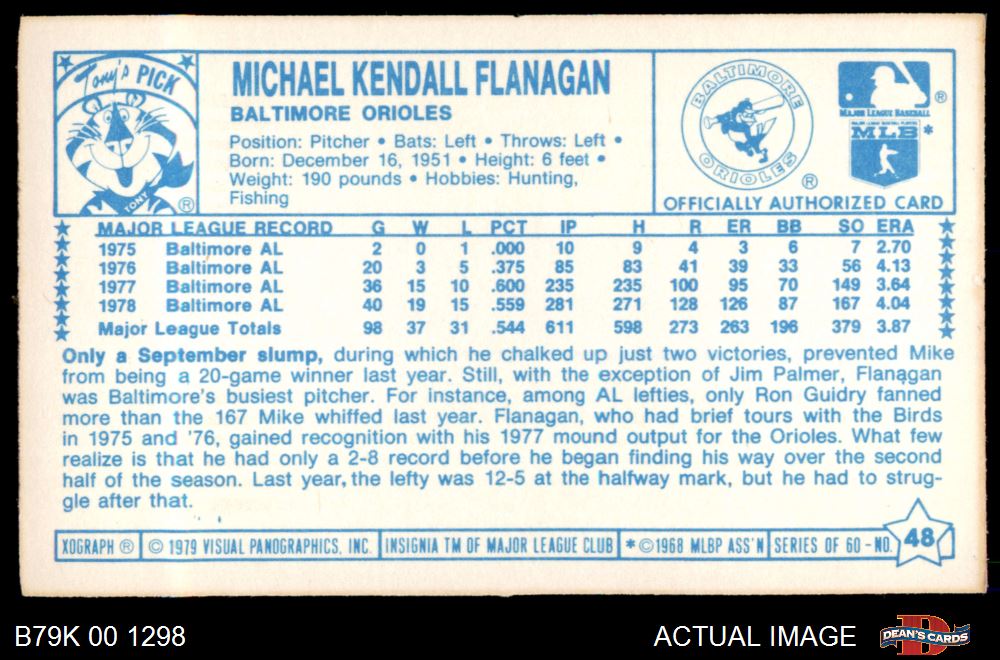 Tony's PICK
TONY
®
MICHAEL KENDALL FLANAGAN
BALTIMORE ORIOLES
Position: Pitcher • Bats: Left • Throws: Left •
Born: December 16, 1951 • Height: 6 feet •
Weight: 190 pounds • Hobbies: Hunting,
Fishing
BALTIMORE
ORIOLES
®
MAJOR LEAGUE BASEBALL
®
MAJOR LEAGUE BASEBALL PLAYERS
MLB *
OFFICIALLY AUTHORIZED CARD
MAJOR LEAGUE RECORD G W L PCT IP H R ER BB SO ERA
1975 Baltimore AL 2 0 1 .000 10 9 4 3 6 7 2.70
1976 Baltimore AL 20 3 5 .375 85 83 41 39 33 56 4.13
1977 Baltimore AL 36 15 10 .600 235 235 100 95 70 149 3.64
1978 Baltimore AL 40 19 15 .559 281 271 128 126 87 167 4.04
Major League Totals 98 37 31 .544 611 598 273 263 196 379 3.87
Only a September slump, during which he chalked up just two victories, prevented Mike
from being a 20-game winner last year. Still, with the exception of Jim Palmer, Flanagan
was Baltimore's busiest pitcher. For instance, among AL lefties, only Ron Guidry fanned
more than the 167 Mike whiffed last year. Flanagan, who had brief tours with the Birds
in 1975 and '76, gained recognition with his 1977 mound output for the Orioles. What few
realize is that he had only a 2-8 record before he began finding his way over the second
half of the season. Last year, the lefty was 12-5 at the halfway mark, but he had to strug-
gle after that.
XOGRAPH ® © 1979 VISUAL PANOGRAPHICS, INC. INSIGNIA TM OF MAJOR LEAGUE CLUB *©1968 MLBP ASS'N SERIES OF 60 - NO. 48
B79K 00 1298 ACTUAL IMAGE DEAN'S CARDS